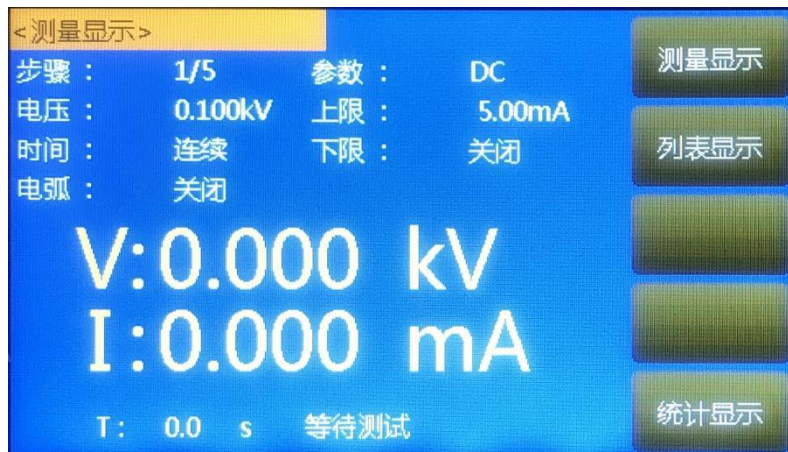 <测量显示>
步骤： 1/5 参数： DC
电压： 0.100kV 上限： 5.00mA
时间： 连续 下限： 关闭
电弧： 关闭
V:0.000 kV
I:0.000 mA
T: 0.0 s 等待测试
测量显示
列表显示
统计显示